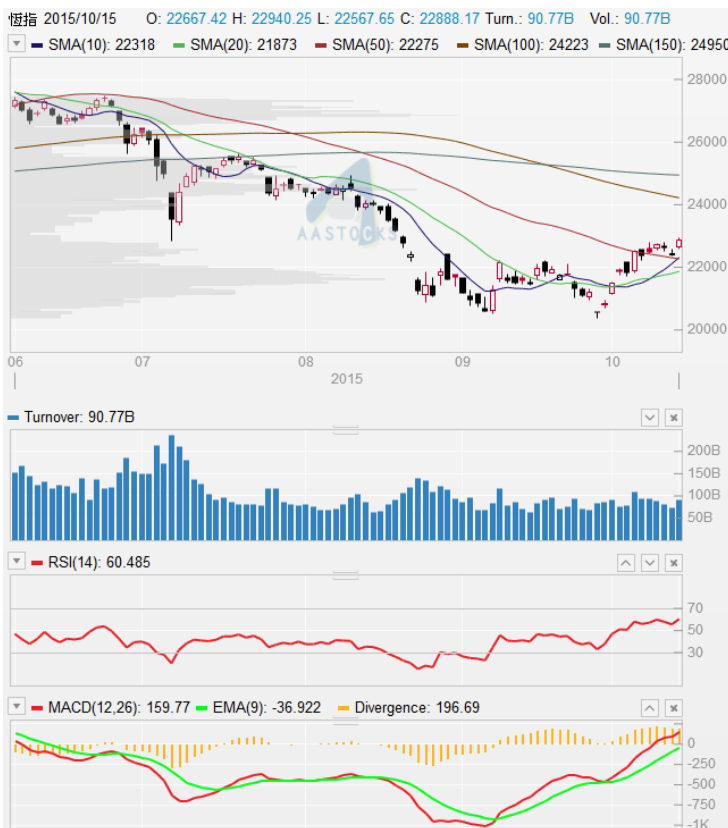 恒指 2015/10/15 O: 22667.42 H: 22940.25 L: 22567.65 C: 22888.17 Turn.: 90.77B Vol.: 90.77B
SMA(10): 22318 SMA(20): 21873 SMA(50): 22275 SMA(100): 24223 SMA(150): 24950
28000
26000
24000
AASTOCKS
22000
20000
06 07 08 09 10
2015
Turnover: 90.77B
200B
150B
100B
50B
RSI(14): 60.485
70
50
30
MACD(12,26): 159.77 EMA(9): -36.922 Divergence: 196.69
0
-250
-500
-750
-1K